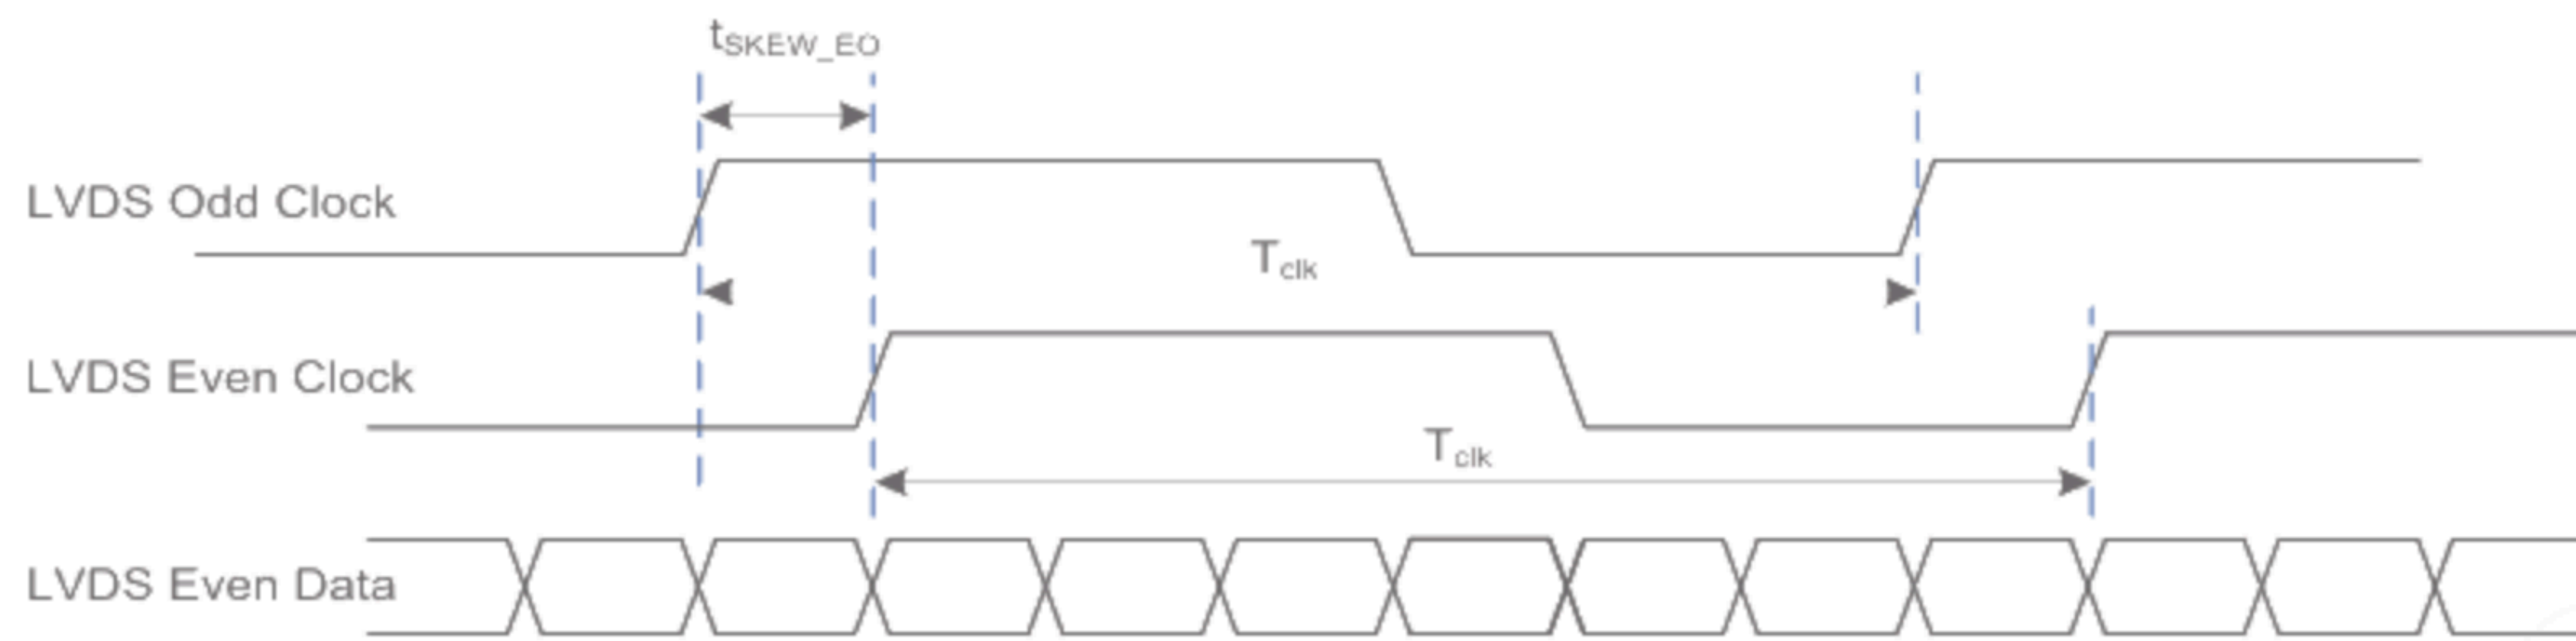 tSKEW_EO
LVDS Odd Clock
Tclk
LVDS Even Clock
Tclk
LVDS Even Data